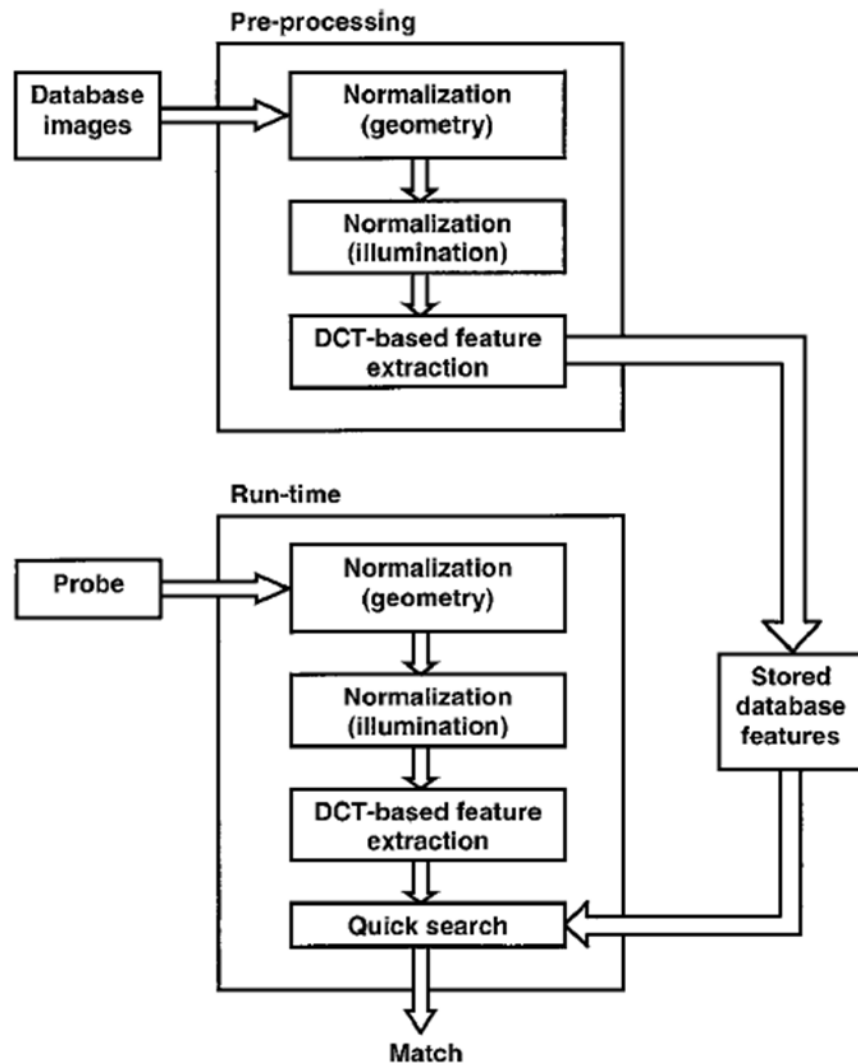 Pre-processing
Database
images
Normalization
(geometry)
Normalization
(illumination)
DCT-based feature
extraction
Run-time
Probe
Normalization
(geometry)
Normalization
(illumination)
DCT-based feature
extraction
Quick search
Stored
database
features
Match